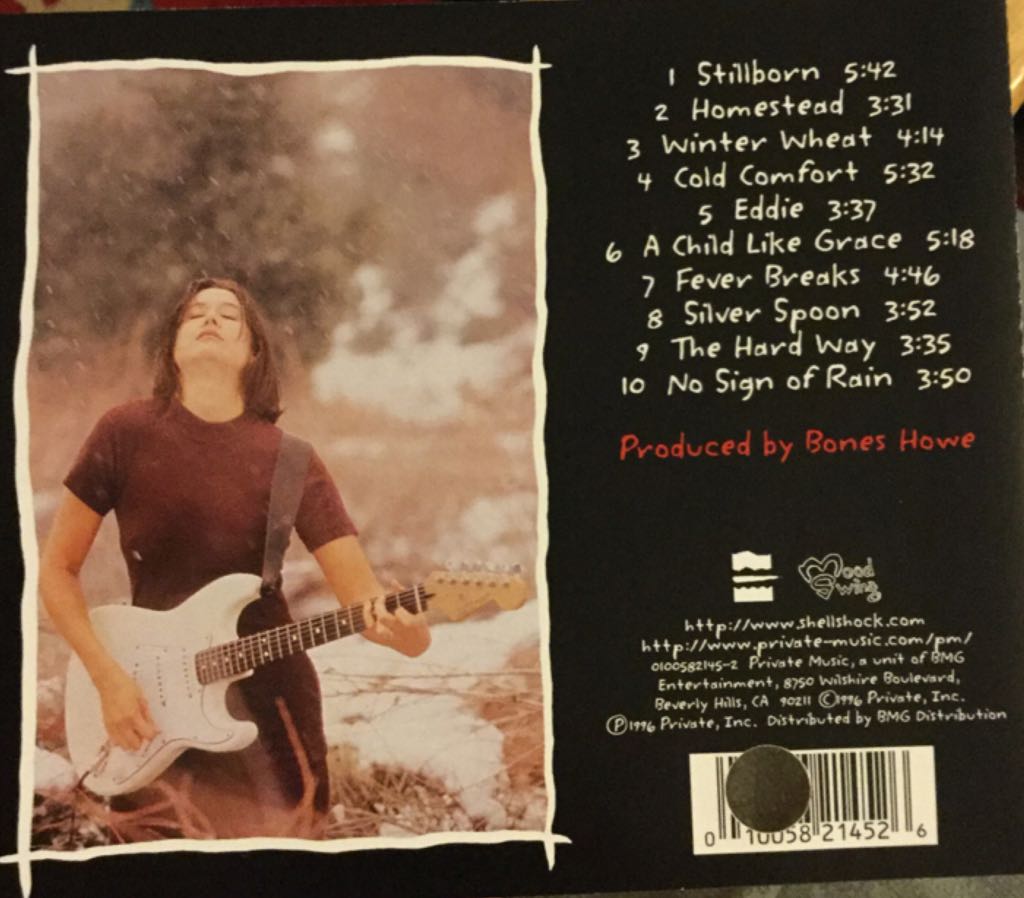 1 Stillborn 5:42
2 Homestead 3:31
3 Winter Wheat 4:14
4 Cold Comfort 5:32
5 Eddie 3:37
6 A Child Like Grace 5:18
7 Fever Breaks 4:46
8 Silver Spoon 3:52
9 The Hard Way 3:35
10 No Sign of Rain 3:50
Produced by Bones Howe
Mood
Swing
http://www.shellshock.com
http://www.private-music.com/pm/
0100582145-2 Private Music, a unit of BMG
Entertainment, 8750 Wilshire Boulevard,
Beverly Hills, CA 90211 ©1996 Private, Inc.
℗1996 Private, Inc. Distributed by BMG Distribution
0 10058 21452 6